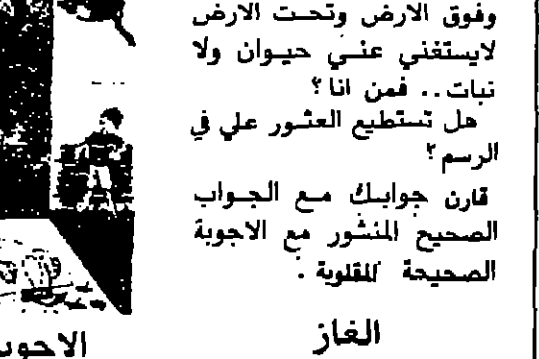 وفوق الارض وتحت الارض
لايستغني عني حيوان ولا
نبات .. فمن انا ؟
هل تستطيع العثور علي في
الرسم ؟
قارن جوابك مع الجواب
الصحيح المنشور مع الاجوبة
الصحيحة المقلوبة .
الغاز